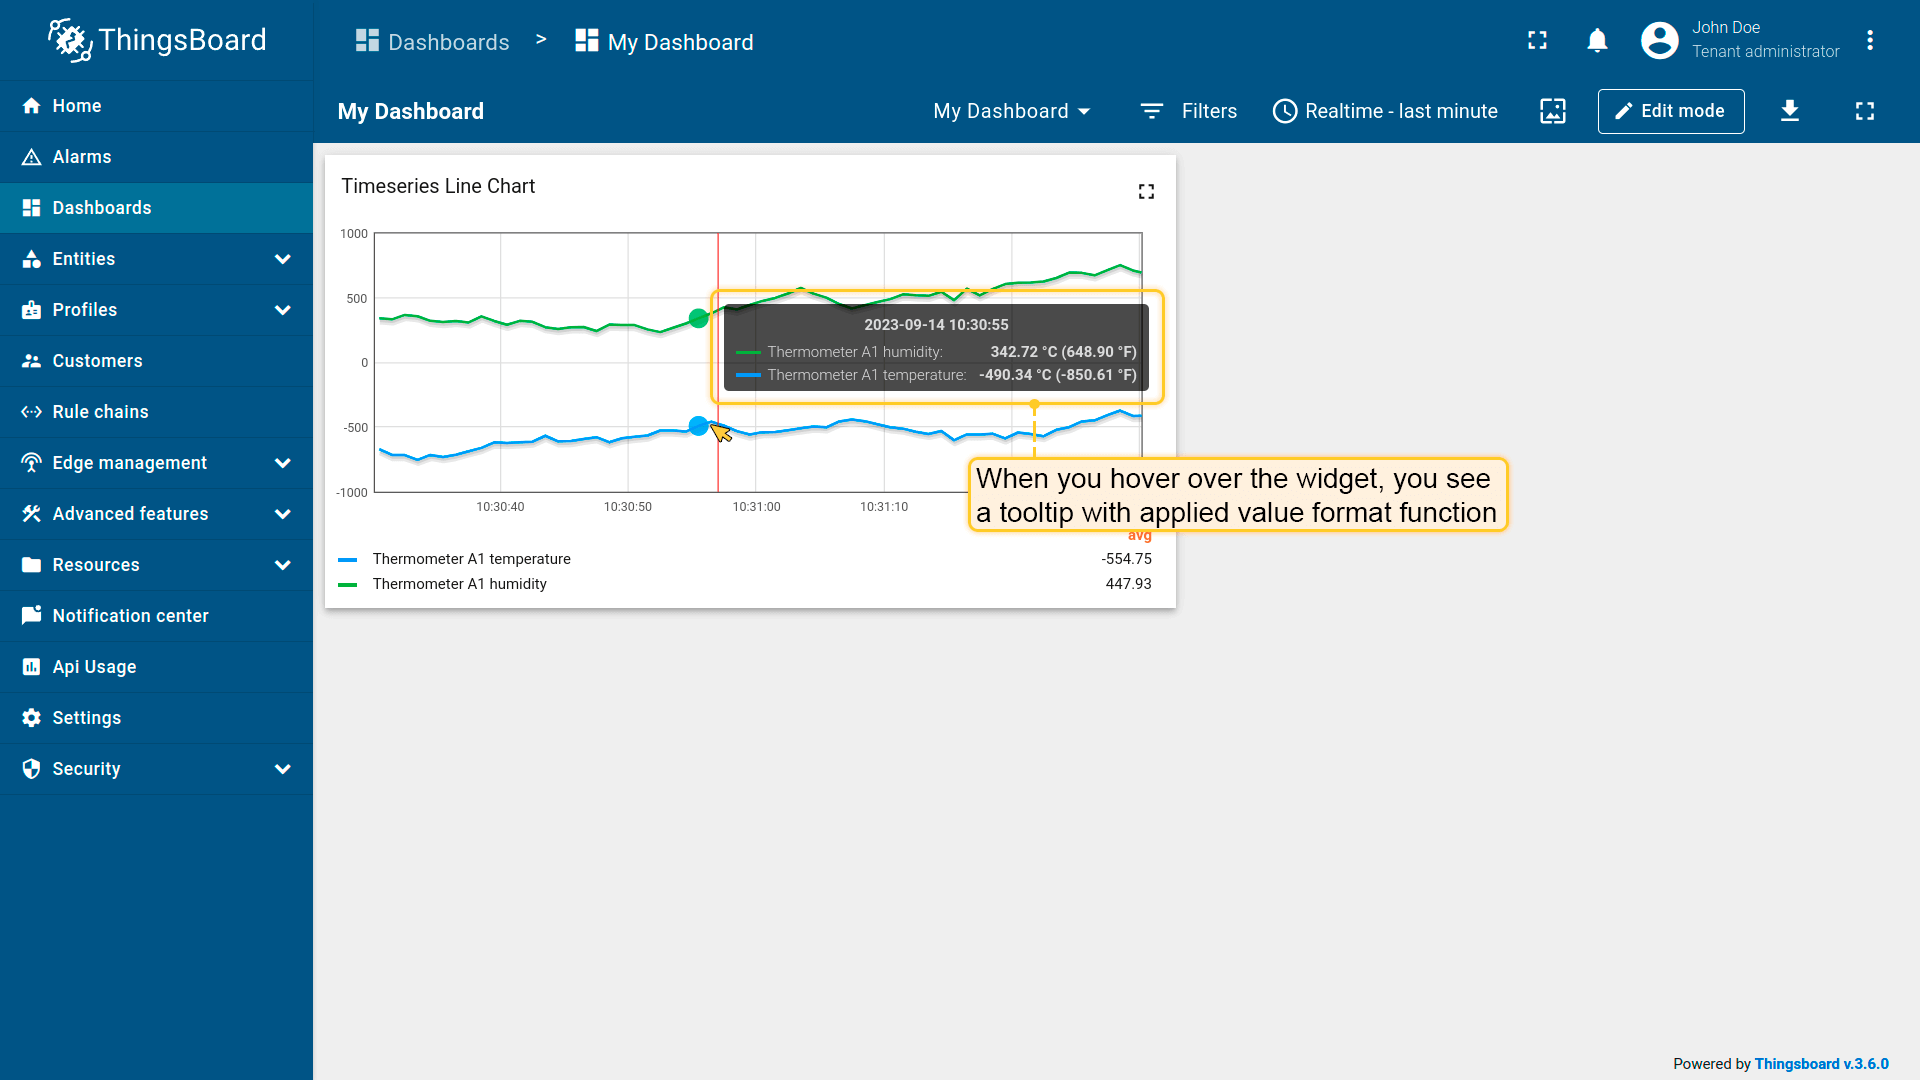 ThingsBoard
Dashboards > My Dashboard
John Doe
Tenant administrator
My Dashboard
My Dashboard
Filters
Realtime - last minute
Edit mode
Home
Alarms
Dashboards
Entities
Profiles
Customers
Rule chains
Edge management
Advanced features
Resources
Notification center
Api Usage
Settings
Security
Timeseries Line Chart
1000
500
0
-500
-1000
2023-09-14 10:30:55
Thermometer A1 humidity: 342.72 °C (648.90 °F)
Thermometer A1 temperature: -490.34 °C (-850.61 °F)
10:30:40 10:30:50 10:31:00 10:31:10
When you hover over the widget, you see
a tooltip with applied value format function
avg
Thermometer A1 temperature -554.75
Thermometer A1 humidity 447.93
Powered by Thingsboard v.3.6.0